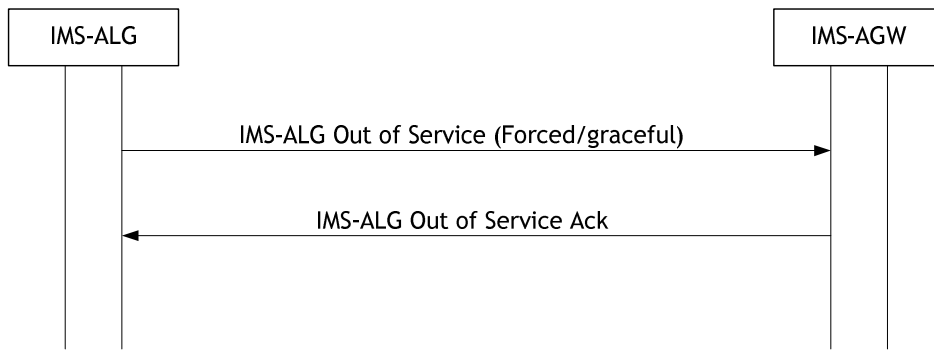 IMS-ALG
IMS-AGW
IMS-ALG Out of Service (Forced/graceful)
IMS-ALG Out of Service Ack